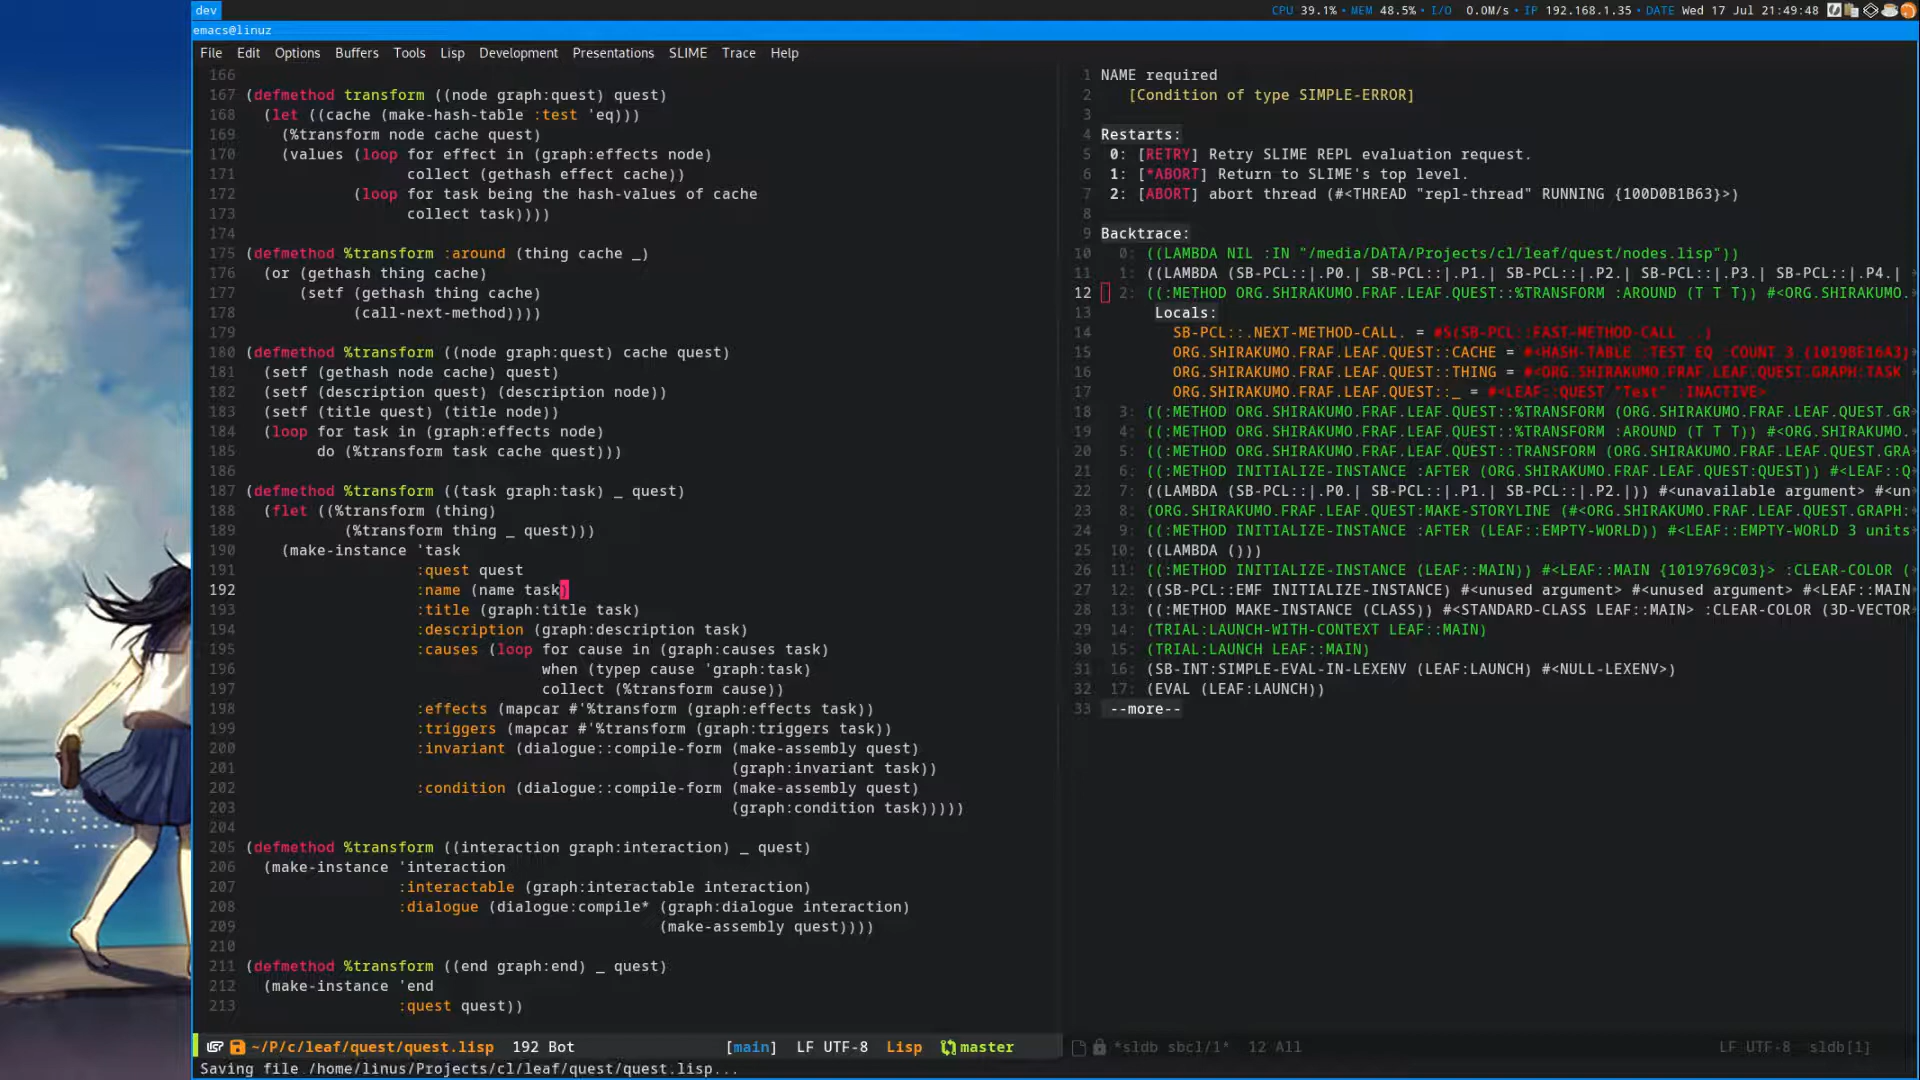 dev
CPU 39.1% • MEM 48.5% • I/O 0.0M/s • IP 192.168.1.35 • DATE Wed 17 Jul 21:49:48
emacs@linuz
File Edit Options Buffers Tools Lisp Development Presentations SLIME Trace Help
166
167 (defmethod transform ((node graph:quest) quest)
168 (let ((cache (make-hash-table :test 'eq)))
169 (%transform node cache quest)
170 (values (loop for effect in (graph:effects node)
171 collect (gethash effect cache))
172 (loop for task being the hash-values of cache
173 collect task))))
174
175 (defmethod %transform :around (thing cache _)
176 (or (gethash thing cache)
177 (setf (gethash thing cache)
178 (call-next-method))))
179
180 (defmethod %transform ((node graph:quest) cache quest)
181 (setf (gethash node cache) quest)
182 (setf (description quest) (description node))
183 (setf (title quest) (title node))
184 (loop for task in (graph:effects node)
185 do (%transform task cache quest)))
186
187 (defmethod %transform ((task graph:task) _ quest)
188 (flet ((%transform (thing)
189 (%transform thing _ quest)))
190 (make-instance 'task
191 :quest quest
192 :name (name task)
193 :title (graph:title task)
194 :description (graph:description task)
195 :causes (loop for cause in (graph:causes task)
196 when (typep cause 'graph:task)
197 collect (%transform cause))
198 :effects (mapcar #'%transform (graph:effects task))
199 :triggers (mapcar #'%transform (graph:triggers task))
200 :invariant (dialogue::compile-form (make-assembly quest)
201 (graph:invariant task))
202 :condition (dialogue::compile-form (make-assembly quest)
203 (graph:condition task)))))
204
205 (defmethod %transform ((interaction graph:interaction) _ quest)
206 (make-instance 'interaction
207 :interactable (graph:interactable interaction)
208 :dialogue (dialogue:compile* (graph:dialogue interaction)
209 (make-assembly quest))))
210
211 (defmethod %transform ((end graph:end) _ quest)
212 (make-instance 'end
213 :quest quest))
~/P/c/leaf/quest/quest.lisp 192 Bot [main] LF UTF-8 Lisp master
Saving file /home/linus/Projects/cl/leaf/quest/quest.lisp...
1 NAME required
2 [Condition of type SIMPLE-ERROR]
3
4 Restarts:
5 0: [RETRY] Retry SLIME REPL evaluation request.
6 1: [*ABORT] Return to SLIME's top level.
7 2: [ABORT] abort thread (#<THREAD "repl-thread" RUNNING {100D0B1B63}>)
8
9 Backtrace:
10 0: ((LAMBDA NIL :IN "/media/DATA/Projects/cl/leaf/quest/nodes.lisp"))
11 1: ((LAMBDA (SB-PCL::|.P0.| SB-PCL::|.P1.| SB-PCL::|.P2.| SB-PCL::|.P3.| SB-PCL::|.P4.|
12 2: ((:METHOD ORG.SHIRAKUMO.FRAF.LEAF.QUEST::%TRANSFORM :AROUND (T T T)) #<ORG.SHIRAKUMO.
13 Locals:
14 SB-PCL::.NEXT-METHOD-CALL. = #S(SB-PCL::FAST-METHOD-CALL ..)
15 ORG.SHIRAKUMO.FRAF.LEAF.QUEST::CACHE = #<HASH-TABLE :TEST EQ :COUNT 3 {1019BE16A3}
16 ORG.SHIRAKUMO.FRAF.LEAF.QUEST::THING = #<ORG.SHIRAKUMO.FRAF.LEAF.QUEST.GRAPH:TASK
17 ORG.SHIRAKUMO.FRAF.LEAF.QUEST::_ = #<LEAF::QUEST "Test" :INACTIVE>
18 3: ((:METHOD ORG.SHIRAKUMO.FRAF.LEAF.QUEST::%TRANSFORM (ORG.SHIRAKUMO.FRAF.LEAF.QUEST.GR
19 4: ((:METHOD ORG.SHIRAKUMO.FRAF.LEAF.QUEST::%TRANSFORM :AROUND (T T T)) #<ORG.SHIRAKUMO.
20 5: ((:METHOD ORG.SHIRAKUMO.FRAF.LEAF.QUEST::TRANSFORM (ORG.SHIRAKUMO.FRAF.LEAF.QUEST.GRA
21 6: ((:METHOD INITIALIZE-INSTANCE :AFTER (ORG.SHIRAKUMO.FRAF.LEAF.QUEST:QUEST)) #<LEAF::Q
22 7: ((LAMBDA (SB-PCL::|.P0.| SB-PCL::|.P1.| SB-PCL::|.P2.|)) #<unavailable argument> #<un
23 8: (ORG.SHIRAKUMO.FRAF.LEAF.QUEST:MAKE-STORYLINE (#<ORG.SHIRAKUMO.FRAF.LEAF.QUEST.GRAPH:
24 9: ((:METHOD INITIALIZE-INSTANCE :AFTER (LEAF::EMPTY-WORLD)) #<LEAF::EMPTY-WORLD 3 units
25 10: ((LAMBDA ()))
26 11: ((:METHOD INITIALIZE-INSTANCE (LEAF::MAIN)) #<LEAF::MAIN {1019769C03}> :CLEAR-COLOR (
27 12: ((SB-PCL::EMF INITIALIZE-INSTANCE) #<unused argument> #<unused argument> #<LEAF::MAIN
28 13: ((:METHOD MAKE-INSTANCE (CLASS)) #<STANDARD-CLASS LEAF::MAIN> :CLEAR-COLOR (3D-VECTOR
29 14: (TRIAL:LAUNCH-WITH-CONTEXT LEAF::MAIN)
30 15: (TRIAL:LAUNCH LEAF::MAIN)
31 16: (SB-INT:SIMPLE-EVAL-IN-LEXENV (LEAF:LAUNCH) #<NULL-LEXENV>)
32 17: (EVAL (LEAF:LAUNCH))
33 --more--
*sldb sbcl/1* 12 All LF UTF-8 sldb[1]